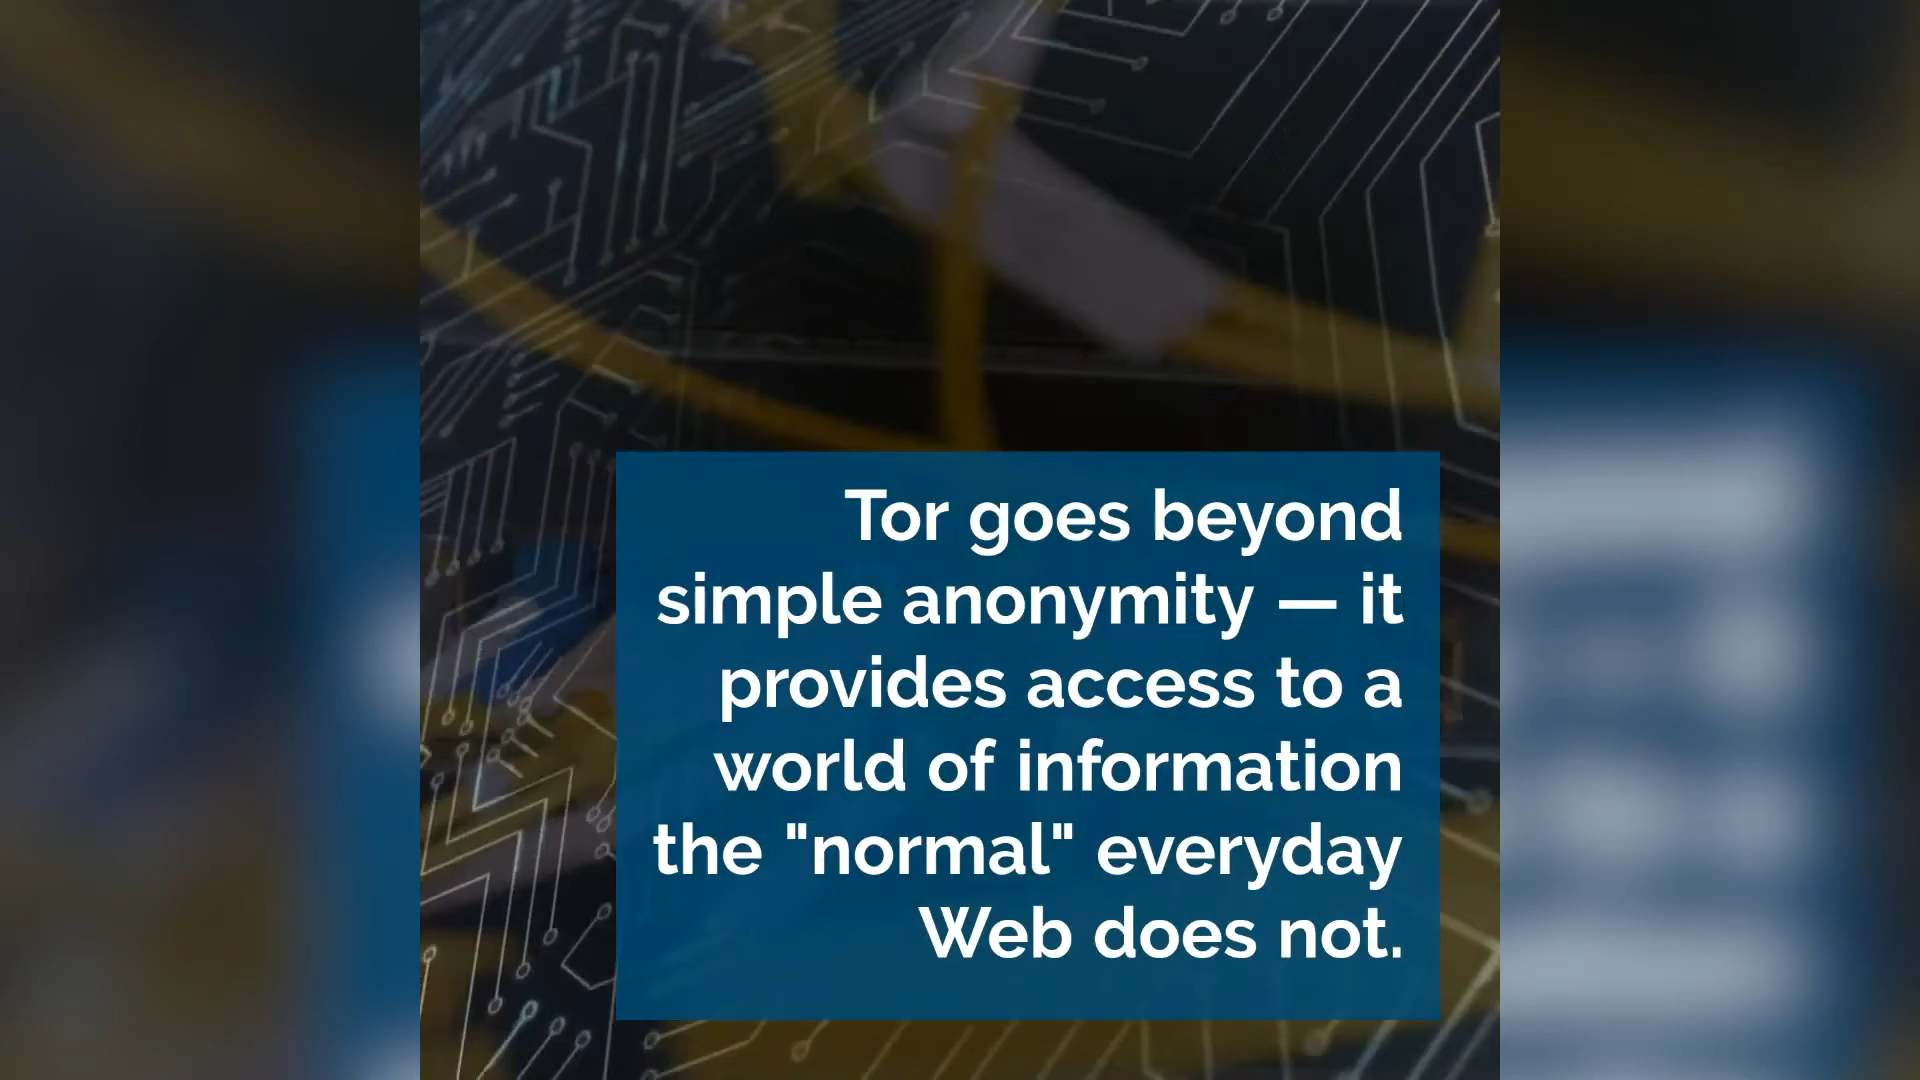 Tor goes beyond
simple anonymity — it
provides access to a
world of information
the "normal" everyday
Web does not.